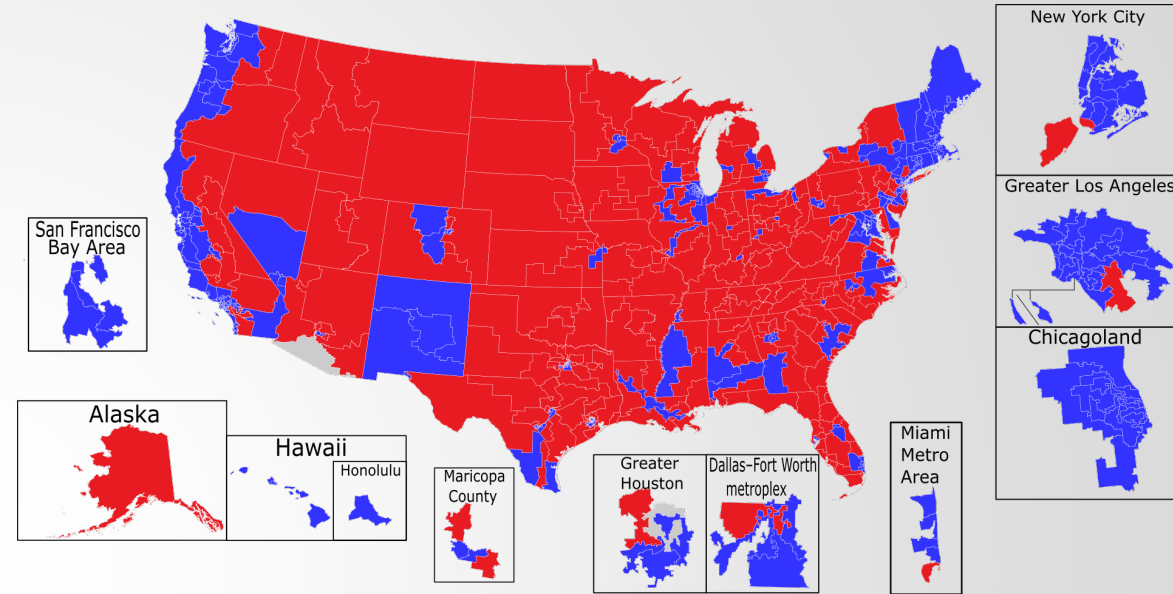 New York City
Greater Los Angeles
San Francisco
Bay Area
Chicagoland
Alaska
Hawaii
Honolulu
Maricopa
County
Greater
Houston
Dallas–Fort Worth
metroplex
Miami
Metro
Area